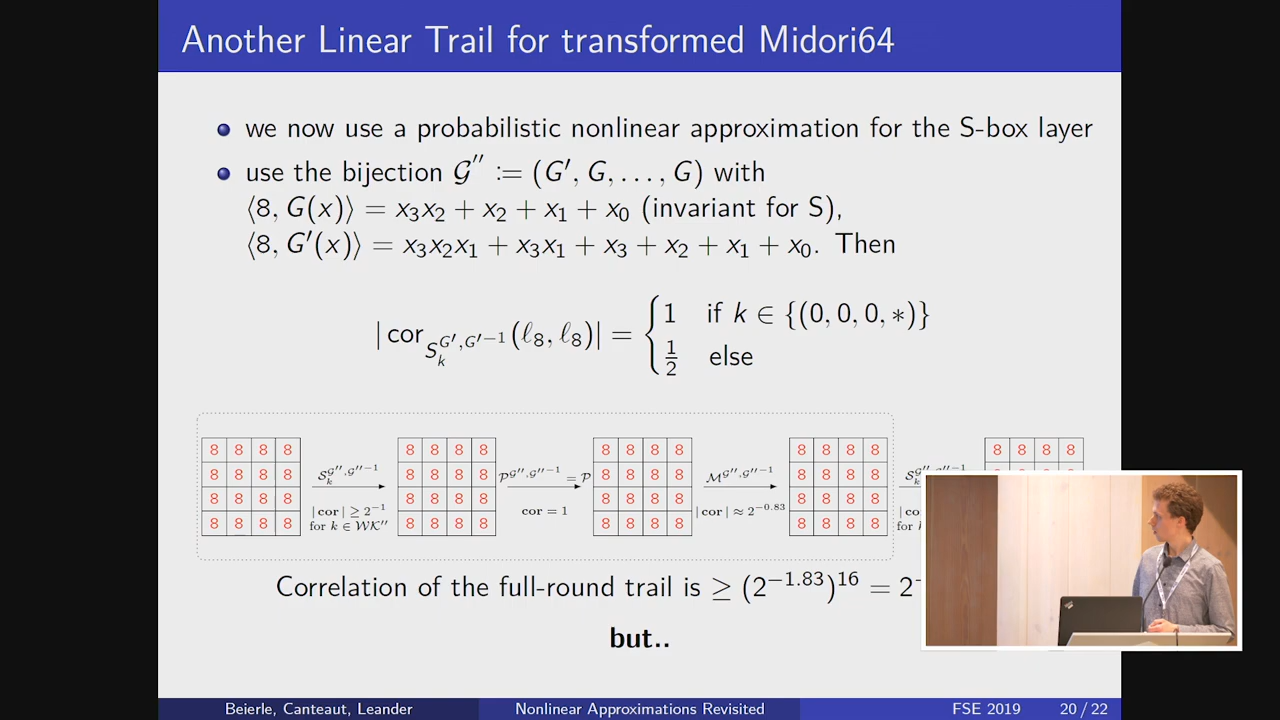 Another Linear Trail for transformed Midori64
we now use a probabilistic nonlinear approximation for the S-box layer
use the bijection 𝒢″ := (G′, G, . . . , G) with
⟨8, G(x)⟩ = x₃x₂ + x₂ + x₁ + x₀ (invariant for S),
⟨8, G′(x)⟩ = x₃x₂x₁ + x₃x₁ + x₃ + x₂ + x₁ + x₀. Then
| cor_{S_k^{G′,G′−1}}(ℓ₈, ℓ₈)| = { 1 if k ∈ {(0, 0, 0, ∗)}
1/2 else
8 8 8 8 8 8 8 8 8 8 8 8 8 8 8 8 8 8 8 8
8 8 8 8 S_k^{𝒢″,𝒢″−1} 8 8 8 8 𝒫^{𝒢″,𝒢″−1} = 𝒫 8 8 8 8 ℳ^{𝒢″,𝒢″−1} 8 8 8 8 S_k^{𝒢″,𝒢″−1}
8 8 8 8 | cor | ≥ 2⁻¹ 8 8 8 8 cor = 1 8 8 8 8 | cor | ≈ 2^{−0.83} 8 8 8 8 | co
8 8 8 8 for k ∈ 𝒲𝒦″ 8 8 8 8 8 8 8 8 8 8 8 8 for
Correlation of the full-round trail is ≥ (2^{−1.83})^{16} = 2⁻
but..
Beierle, Canteaut, Leander Nonlinear Approximations Revisited FSE 2019 20 / 22